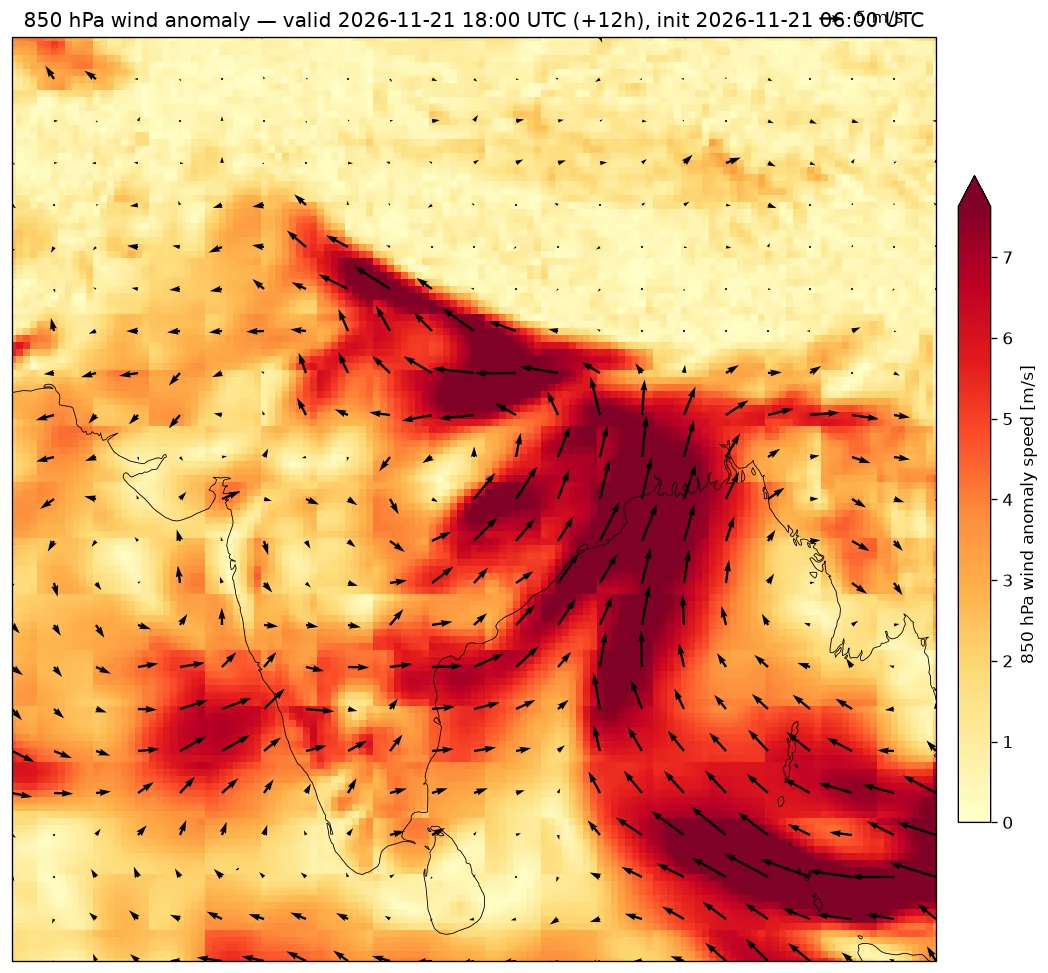 850 hPa wind anomaly — valid 2026-11-21 18:00 UTC (+12h), init 2026-11-21 06:00 UTC
5 m/s
7
6
5
4
3
2
1
0
850 hPa wind anomaly speed [m/s]